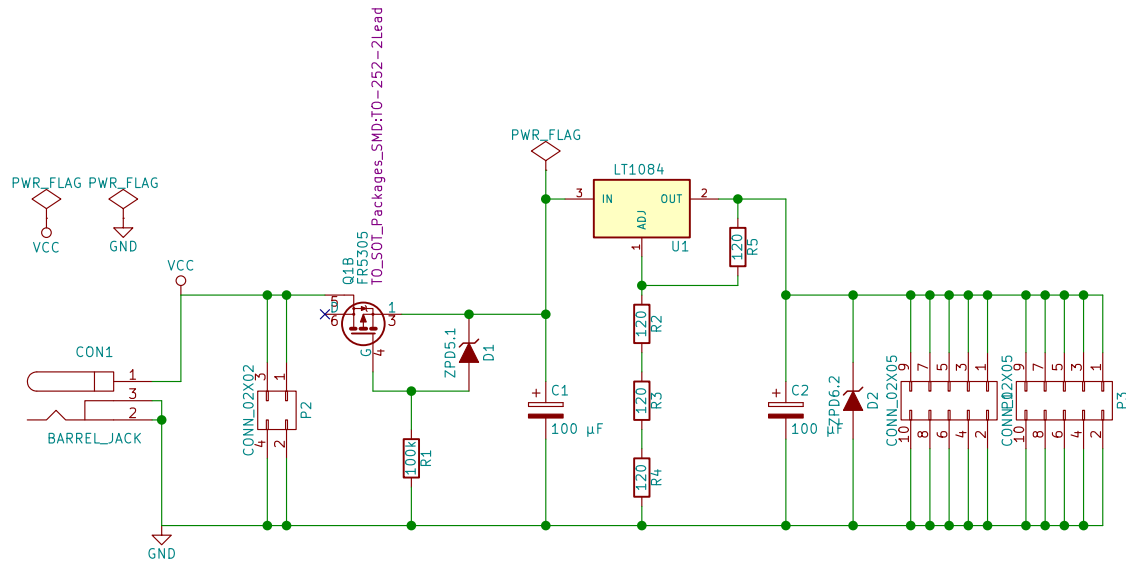 TO_SOT_Packages_SMD:TO-252-2Lead
PWR_FLAG
LT1084
3
IN
OUT
2
ADJ
1
U1
120
R5
PWR_FLAG
PWR_FLAG
VCC
GND
VCC
Q1B
FR5305
5
D
6
1
3
G
4
ZPD5.1
D1
120
R2
CON1
1
3
2
BARREL_JACK
CONN_02X02
3
1
4
2
P2
100k
R1
C1
+
100 µF
120
R3
120
R4
C2
+
100 µF
ZPD6.2
D2
CONN_02X05
9
7
5
3
1
10
8
6
4
2
CONN_02X05
9
7
5
3
1
10
8
6
4
2
P3
GND